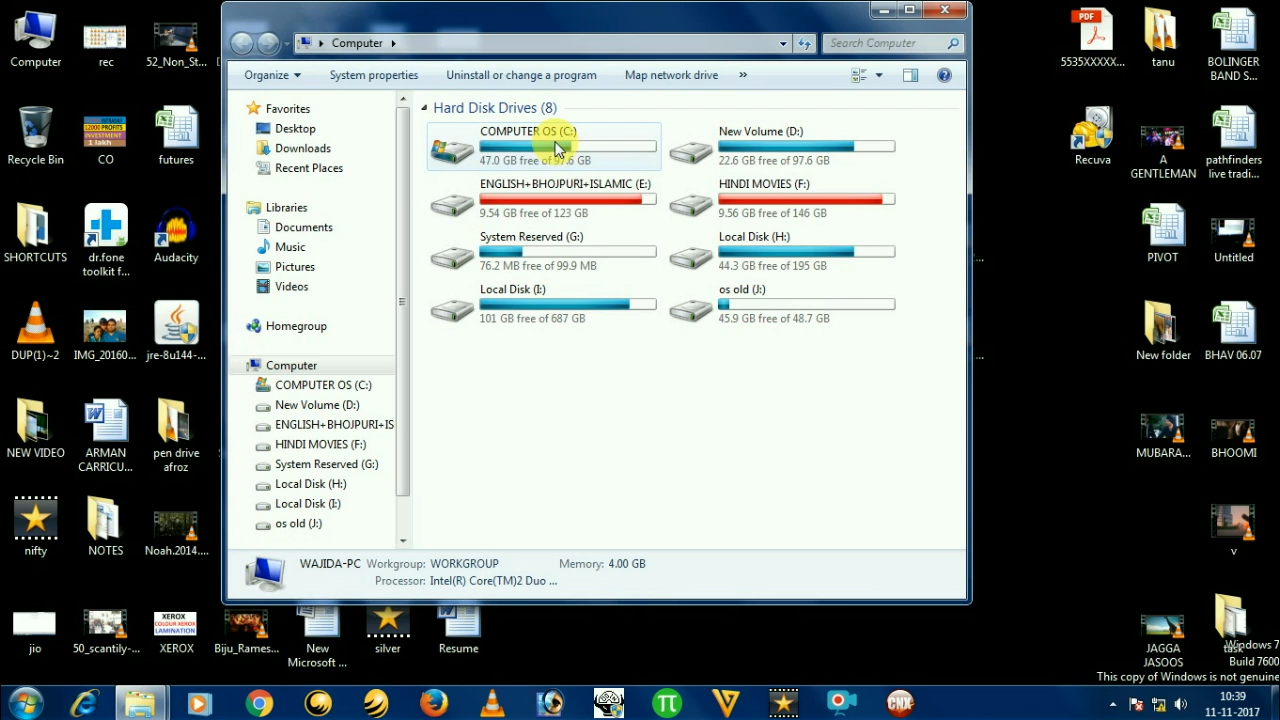 Computer
rec
52_Non_St...
Recycle Bin
CO
futures
SHORTCUTS
dr.fone
toolkit f...
Audacity
DUP(1)~2
IMG_20160...
jre-8u144-...
NEW VIDEO
ARMAN
CARRICU...
pen drive
afroz
nifty
NOTES
Noah.2014....
jio
50_scantily-...
XEROX
COLOUR XEROX
LAMINATION
XEROX
Biju_Rames...
New
Microsoft ...
silver
Resume
Computer
Search Computer
Organize
System properties
Uninstall or change a program
Map network drive
»
Favorites
Desktop
Downloads
Recent Places
Libraries
Documents
Music
Pictures
Videos
Homegroup
Computer
COMPUTER OS (C:)
New Volume (D:)
ENGLISH+BHOJPURI+IS
HINDI MOVIES (F:)
System Reserved (G:)
Local Disk (H:)
Local Disk (I:)
os old (J:)
Hard Disk Drives (8)
COMPUTER OS (C:)
47.0 GB free of 97.6 GB
New Volume (D:)
22.6 GB free of 97.6 GB
ENGLISH+BHOJPURI+ISLAMIC (E:)
9.54 GB free of 123 GB
HINDI MOVIES (F:)
9.56 GB free of 146 GB
System Reserved (G:)
76.2 MB free of 99.9 MB
Local Disk (H:)
44.3 GB free of 195 GB
Local Disk (I:)
101 GB free of 687 GB
os old (J:)
45.9 GB free of 48.7 GB
WAJIDA-PC Workgroup: WORKGROUP Memory: 4.00 GB
Processor: Intel(R) Core(TM)2 Duo ...
PDF
5535XXXXX...
tanu
BOLINGER
BAND S...
Recuva
A
GENTLEMAN
pathfinders
live tradi...
PIVOT
Untitled
New folder
BHAV 06.07
MUBARA...
BHOOMI
v
JAGGA
JASOOS
task
Windows 7
Build 7600
This copy of Windows is not genuine
CNX
10:39
11-11-2017